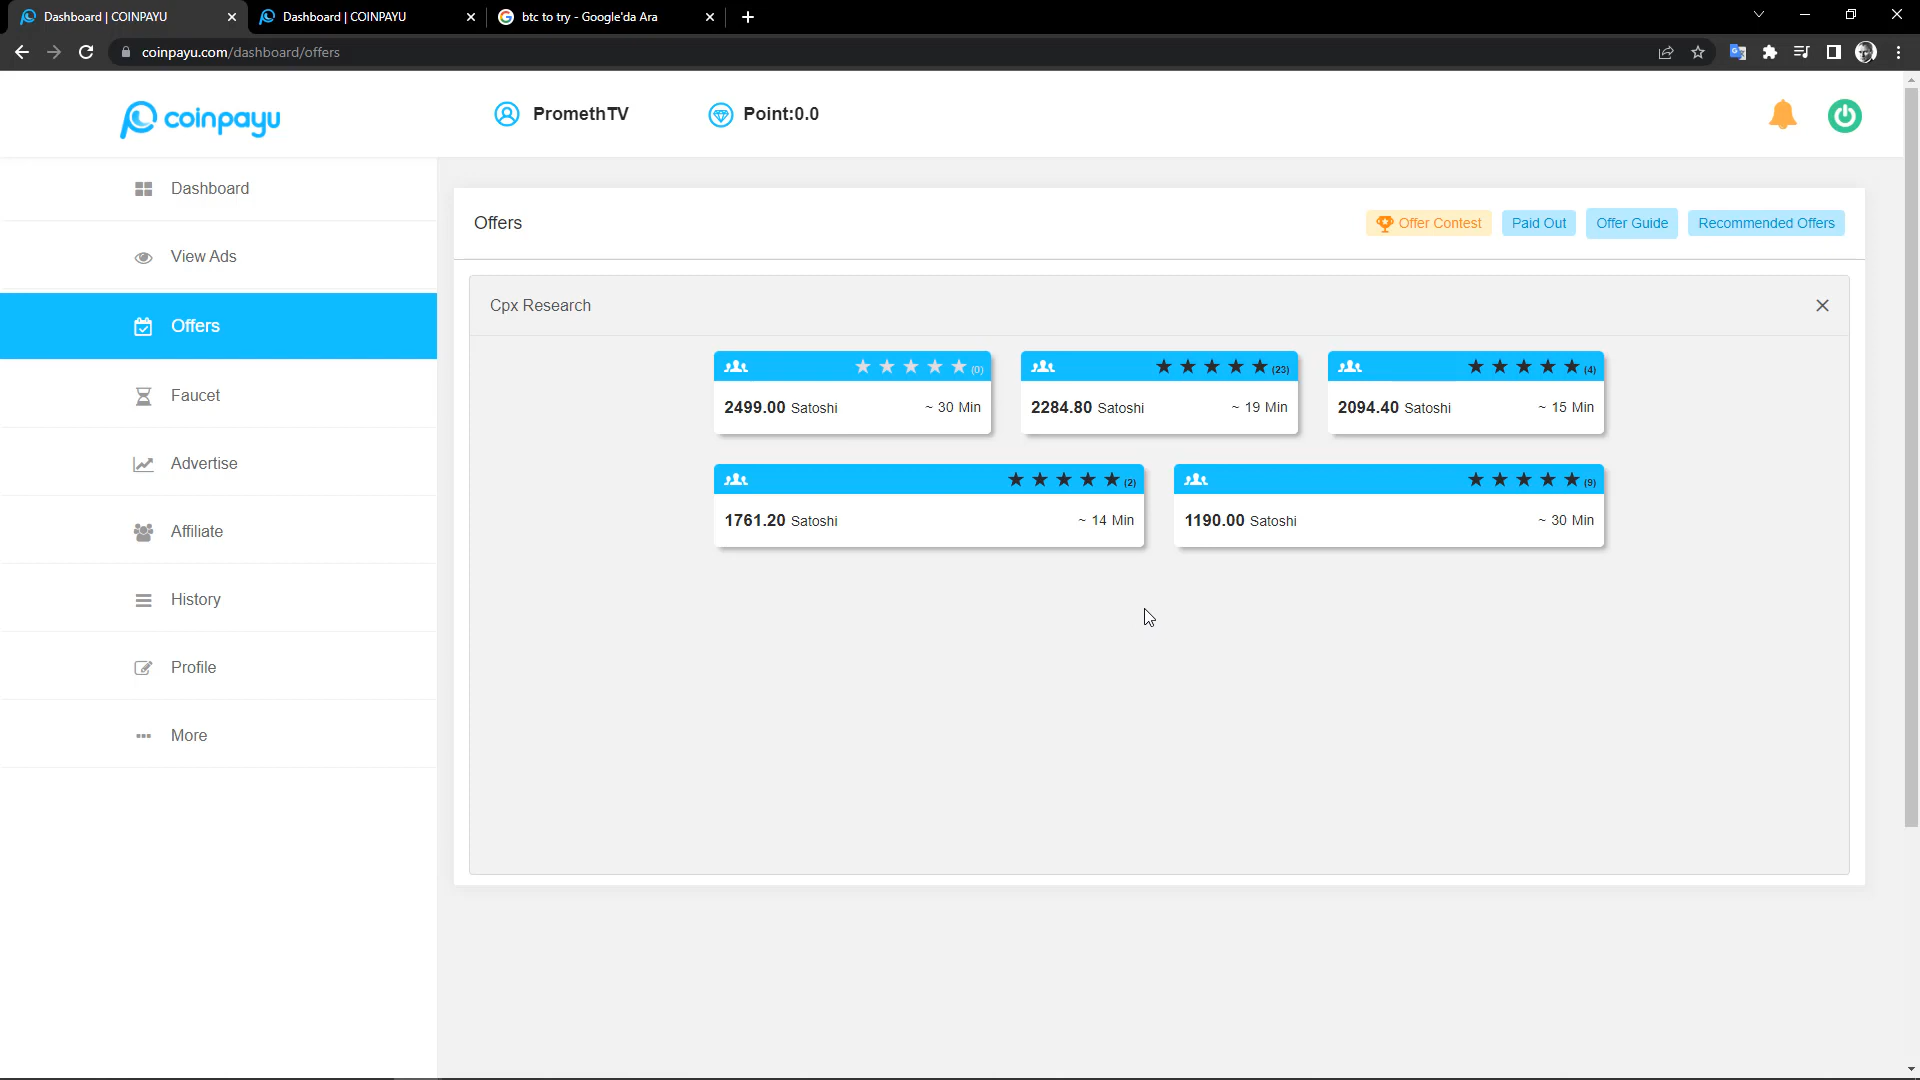 Dashboard | COINPAYU
Dashboard | COINPAYU
btc to try - Google'da Ara
coinpayu.com/dashboard/offers
coinpayu
PromethTV
Point:0.0
Dashboard
View Ads
Offers
Faucet
Advertise
Affiliate
History
Profile
More
Offers
Offer Contest
Paid Out
Offer Guide
Recommended Offers
Cpx Research
(0)
2499.00 Satoshi ~ 30 Min
(23)
2284.80 Satoshi ~ 19 Min
(4)
2094.40 Satoshi ~ 15 Min
(2)
1761.20 Satoshi ~ 14 Min
(9)
1190.00 Satoshi ~ 30 Min